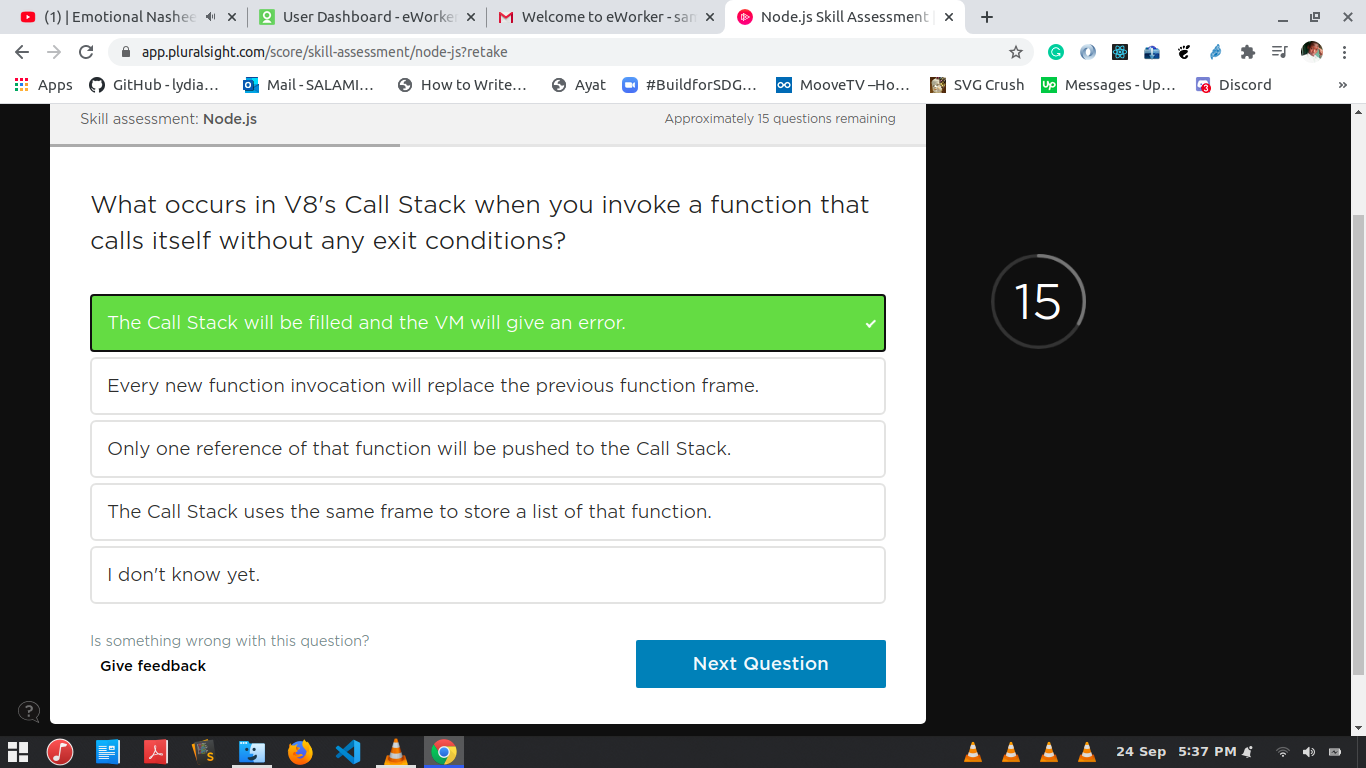 (1) | Emotional Nashee
User Dashboard - eWorker
Welcome to eWorker - san
Node.js Skill Assessment |
app.pluralsight.com/score/skill-assessment/node-js?retake
Apps
GitHub - lydia...
Mail - SALAMI...
How to Write...
Ayat
#BuildforSDG...
MooveTV –Ho...
SVG Crush
Up
Messages - Up...
3
Discord
»
Skill assessment: Node.js
Approximately 15 questions remaining
What occurs in V8's Call Stack when you invoke a function that
calls itself without any exit conditions?
15
The Call Stack will be filled and the VM will give an error.
Every new function invocation will replace the previous function frame.
Only one reference of that function will be pushed to the Call Stack.
The Call Stack uses the same frame to store a list of that function.
I don't know yet.
Is something wrong with this question?
Give feedback
Next Question
?
24 Sep 5:37 PM